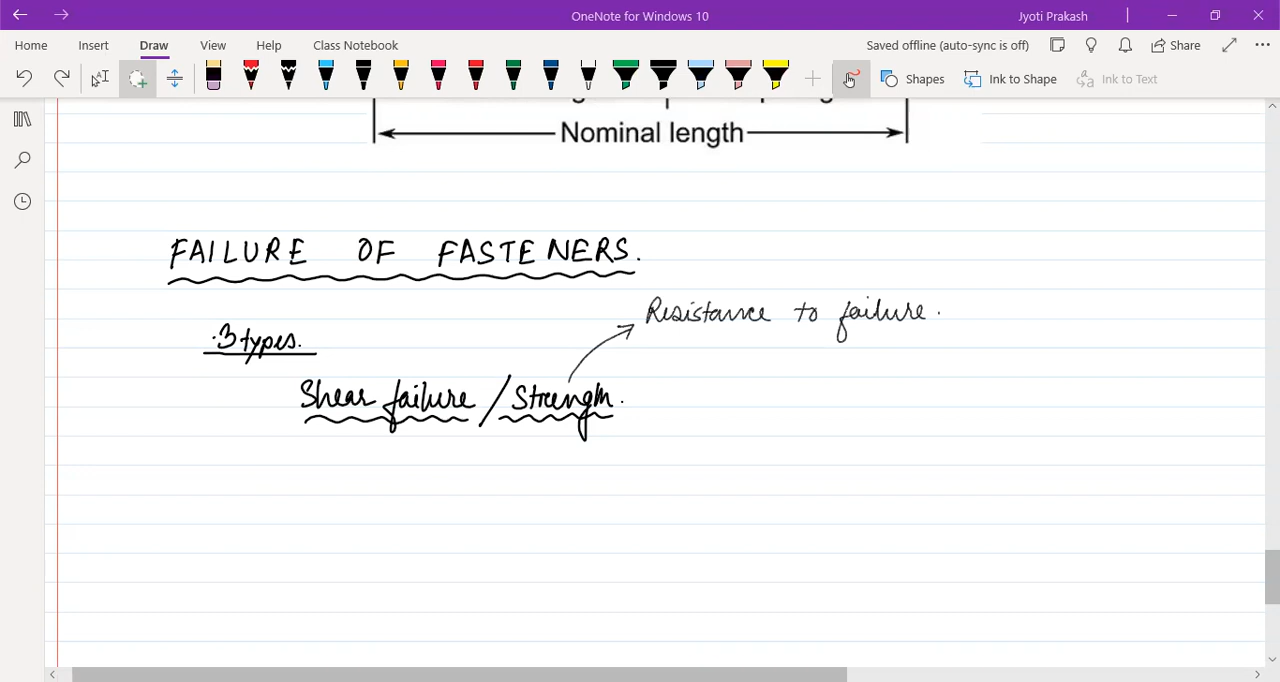 OneNote for Windows 10
Jyoti Prakash
Home Insert Draw View Help Class Notebook
Saved offline (auto-sync is off)
Share
Shapes
Ink to Shape
Ink to Text
Nominal length
FAILURE OF FASTENERS.
Resistance to failure.
3 types.
Shear failure / Strength.